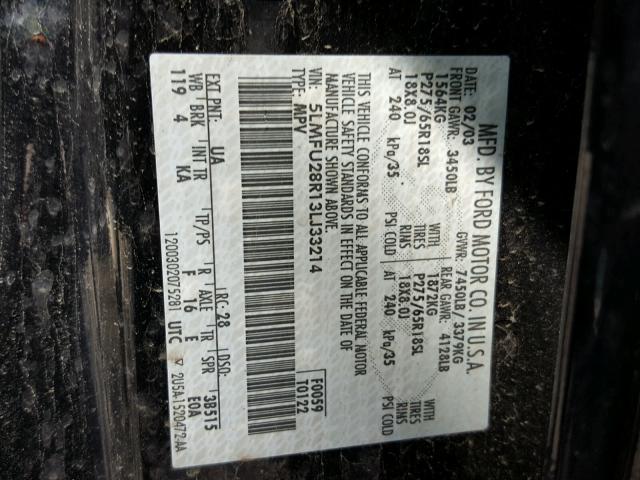 MFD. BY FORD MOTOR CO. IN U.S.A.
DATE: 02/03 GVWR: 7450LB/ 3379KG
FRONT GAWR: 3450LB REAR GAWR: 4128LB
1564KG WITH 1872KG WITH
P275/65R18SL TIRES P275/65R18SL TIRES
18X8.0J RIMS 18X8.0J RIMS
AT 240 kPa/35 PSI COLD AT 240 kPa/35 PSI COLD
THIS VEHICLE CONFORMS TO ALL APPLICABLE FEDERAL MOTOR
VEHICLE SAFETY STANDARDS IN EFFECT ON THE DATE OF
MANUFACTURE SHOWN ABOVE.
VIN: 5LMFU28R13LJ33214 F0059
TYPE: MPV T0122
EXT PNT: UA RC: 28 DSO: 3B515
WB BRK INT TR TP/PS R AXLE TR SPR
119 4 KA F 16 E E0A
1200302075281 UTC 2U5A-1520472-AA